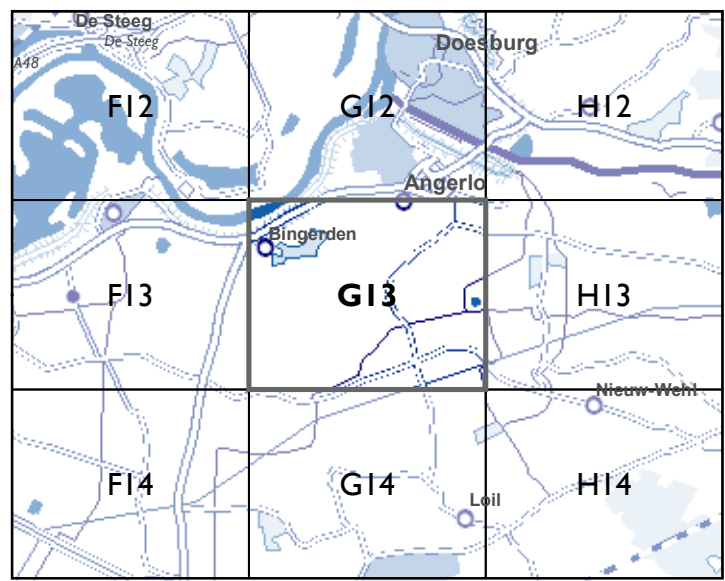 De Steeg
De Steeg
A48
Doesburg
F12
G12
H12
Angerlo
Bingerden
F13
G13
H13
Nieuw-Wehl
F14
G14
H14
Loil